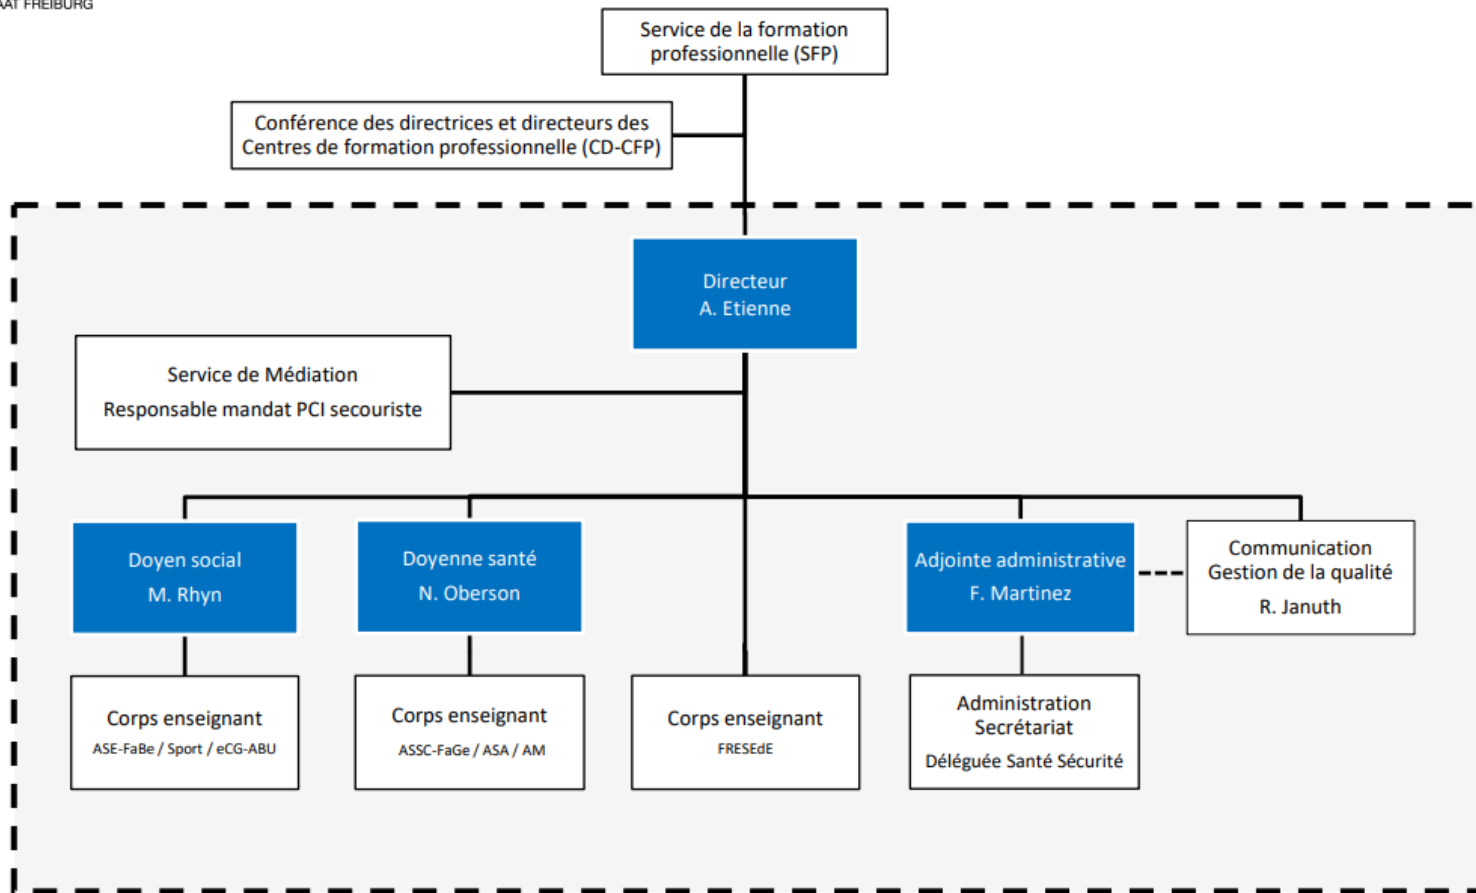 STAAT FREIBURG
Service de la formation
professionnelle (SFP)
Conférence des directrices et directeurs des
Centres de formation professionnelle (CD-CFP)
Directeur
A. Etienne
Service de Médiation
Responsable mandat PCI secouriste
Doyen social
M. Rhyn
Doyenne santé
N. Oberson
Adjointe administrative
F. Martinez
Communication
Gestion de la qualité
R. Januth
Corps enseignant
ASE-FaBe / Sport / eCG-ABU
Corps enseignant
ASSC-FaGe / ASA / AM
Corps enseignant
FRESEdE
Administration
Secrétariat
Déléguée Santé Sécurité